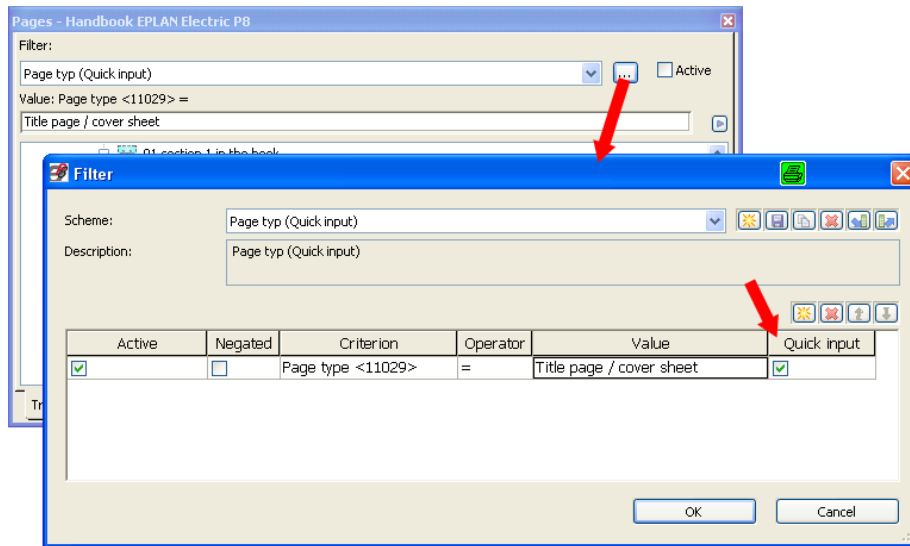 Pages - Handbook EPLAN Electric P8
Filter:
Page typ (Quick input)
... Active
Value: Page type <11029> =
Title page / cover sheet
01 section 1 in the book
Filter
Scheme: Page typ (Quick input)
Description: Page typ (Quick input)
Active Negated Criterion Operator Value Quick input
Page type <11029> = Title page / cover sheet
Tr
OK Cancel